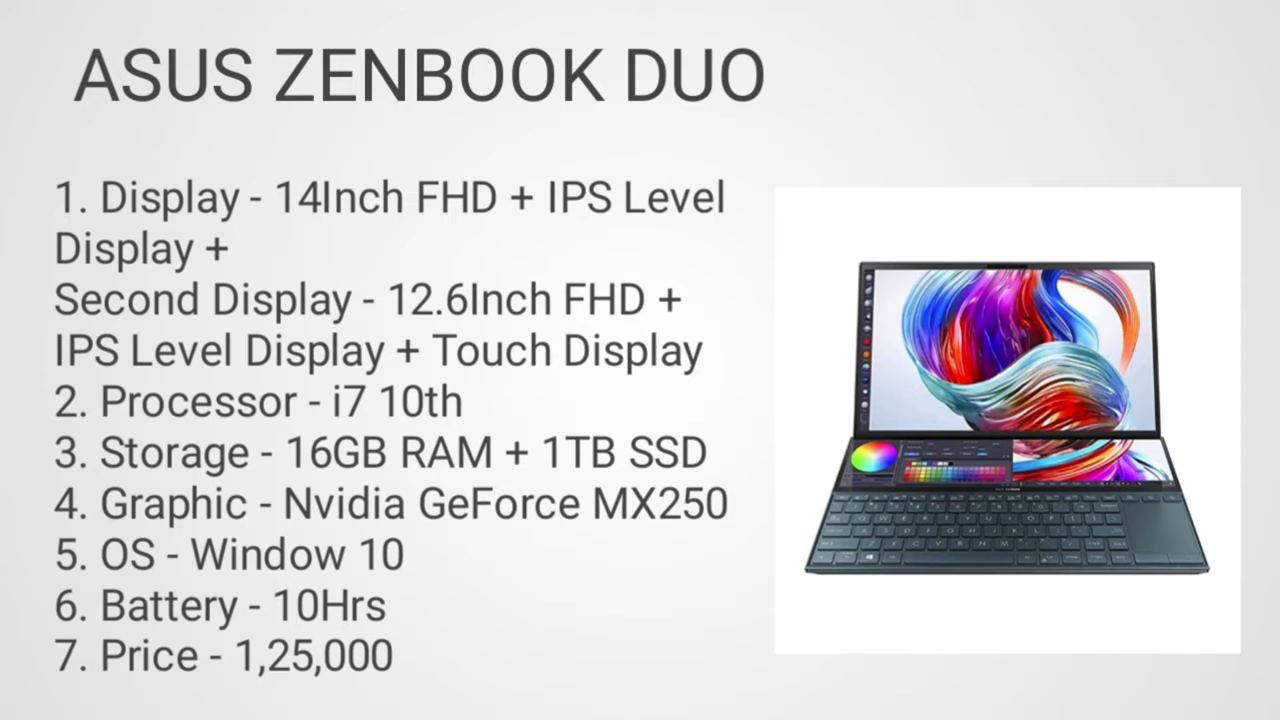 ASUS ZENBOOK DUO
1. Display - 14Inch FHD + IPS Level
Display +
Second Display - 12.6Inch FHD +
IPS Level Display + Touch Display
2. Processor - i7 10th
3. Storage - 16GB RAM + 1TB SSD
4. Graphic - Nvidia GeForce MX250
5. OS - Window 10
6. Battery - 10Hrs
7. Price - 1,25,000